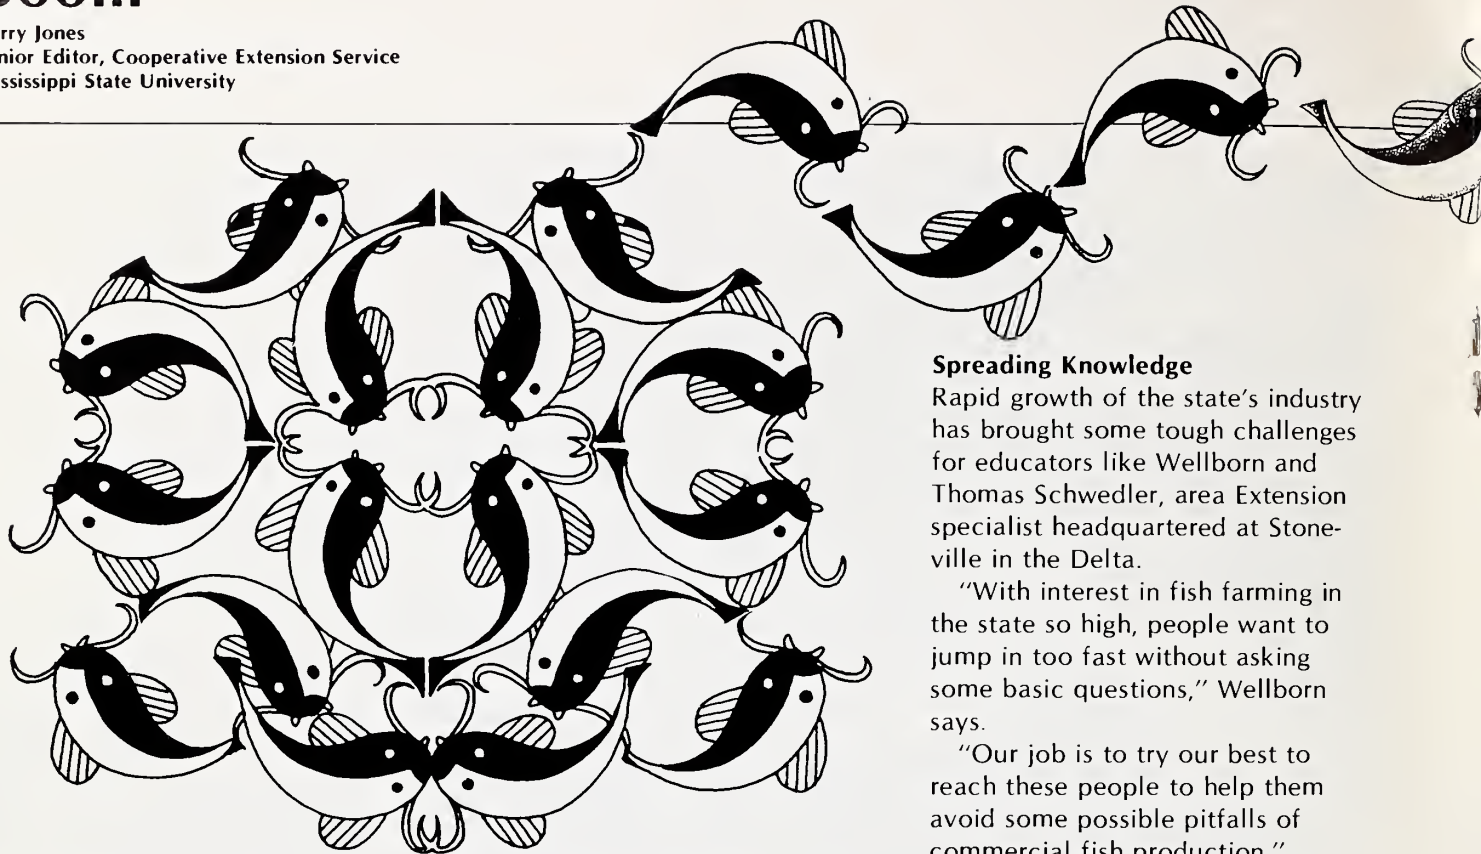 rry Jones
nior Editor, Cooperative Extension Service
ssissippi State University
Spreading Knowledge
Rapid growth of the state's industry
has brought some tough challenges
for educators like Wellborn and
Thomas Schwedler, area Extension
specialist headquartered at Stone-
ville in the Delta.
"With interest in fish farming in
the state so high, people want to
jump in too fast without asking
some basic questions," Wellborn
says.
"Our job is to try our best to
reach these people to help them
avoid some possible pitfalls of
commercial fish production."